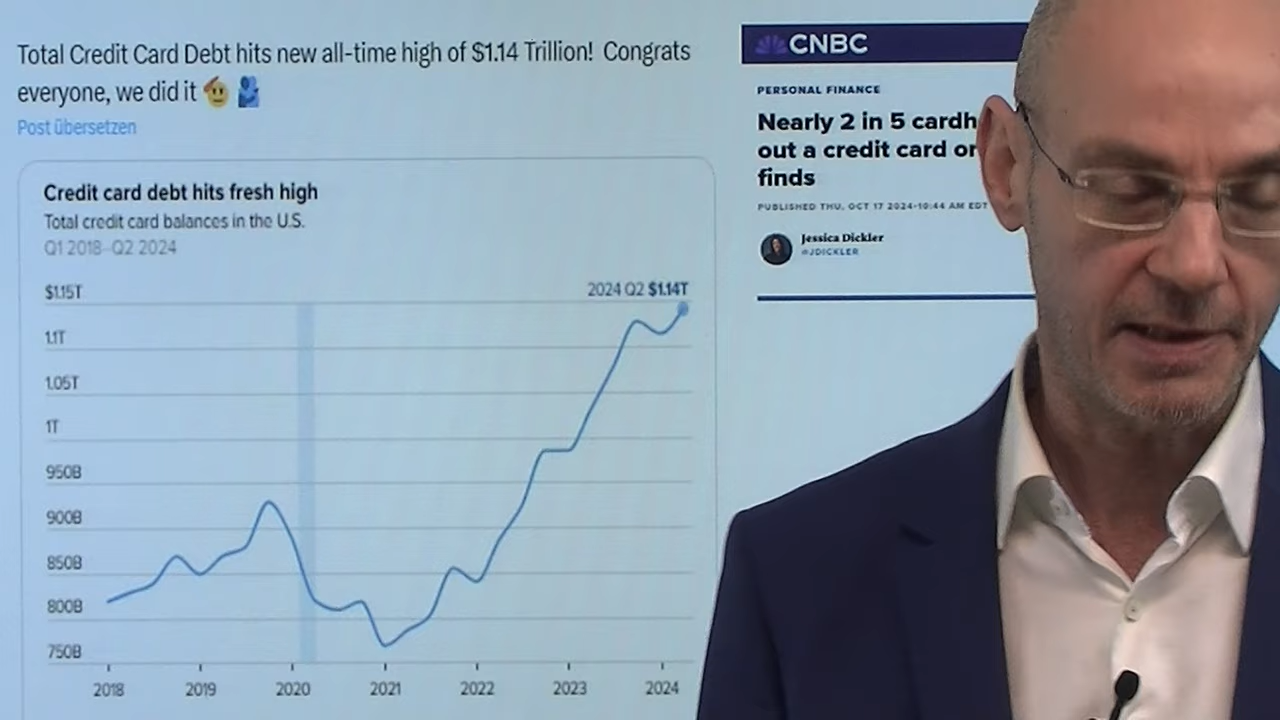 Total Credit Card Debt hits new all-time high of $1.14 Trillion! Congrats
everyone, we did it
Post übersetzen
Credit card debt hits fresh high
Total credit card balances in the U.S.
Q1 2018–Q2 2024
2024 Q2 $1.14T
$1.15T
1.1T
1.05T
1T
950B
900B
850B
800B
750B
2018 2019 2020 2021 2022 2023 2024
CNBC
PERSONAL FINANCE
Nearly 2 in 5
out a credit card
finds
PUBLISHED THU, OCT 17 2024•10:44 AM EDT
Jessica Dickler
@JDICKLER